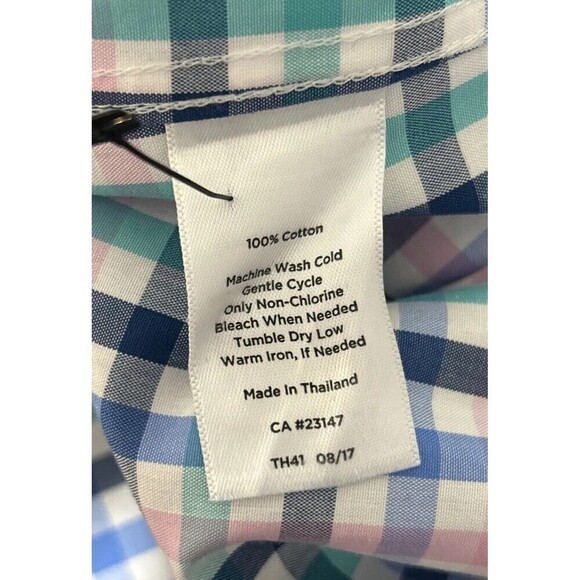 100% Cotton
Machine Wash Cold
Gentle Cycle
Only Non-Chlorine
Bleach When Needed
Tumble Dry Low
Warm Iron, If Needed
Made In Thailand
CA #23147
TH41 08/17